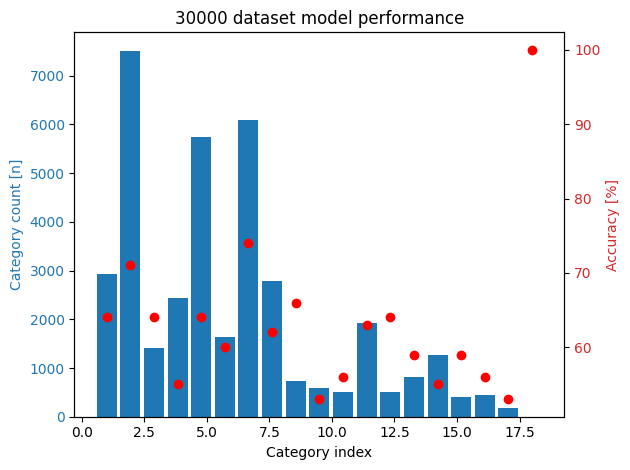 30000 dataset model performance
7000
6000
5000
4000
3000
2000
1000
0
Category count [n]
100
90
80
70
60
Accuracy [%]
0.0 2.5 5.0 7.5 10.0 12.5 15.0 17.5
Category index